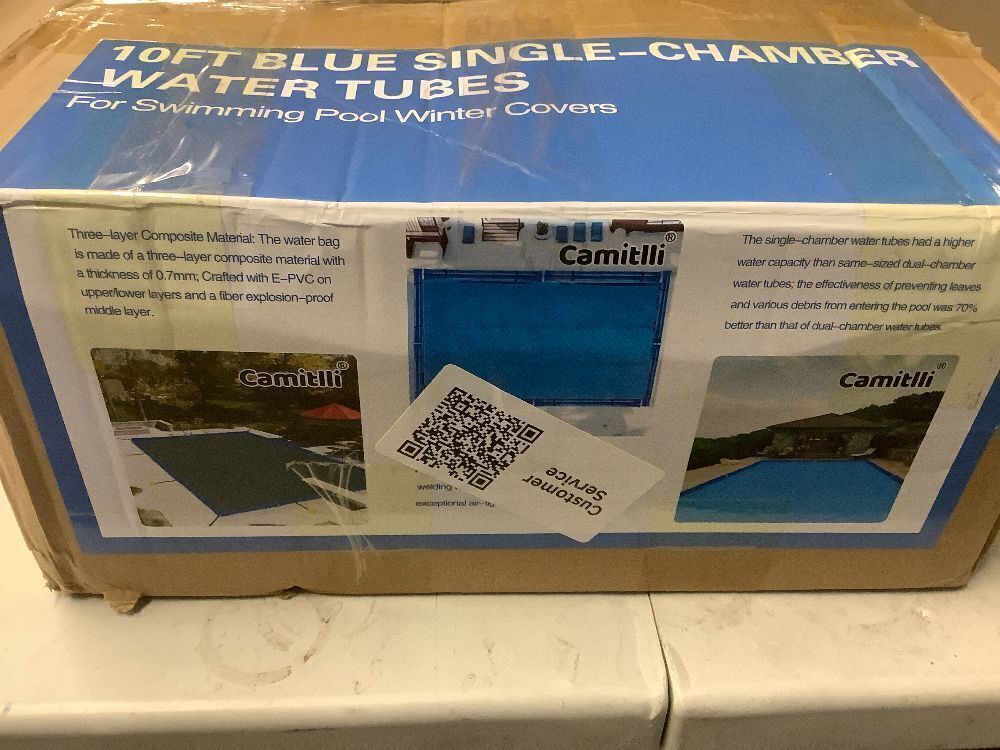 10FT BLUE SINGLE-CHAMBER
WATER TUBES
For Swimming Pool Winter Covers
Three-layer Composite Material: The water bag
is made of a three-layer composite material with
a thickness of 0.7mm; Crafted with E-PVC on
upper/lower layers and a fiber explosion-proof
middle layer.
Camitlli®
The single-chamber water tubes had a higher
water capacity than same-sized dual-chamber
water tubes; the effectiveness of preventing leaves
and various debris from entering the pool was 70%
better than that of dual-chamber water tubes.
Camitlli®
Camitlli®
welding
exceptional
Customer
Service